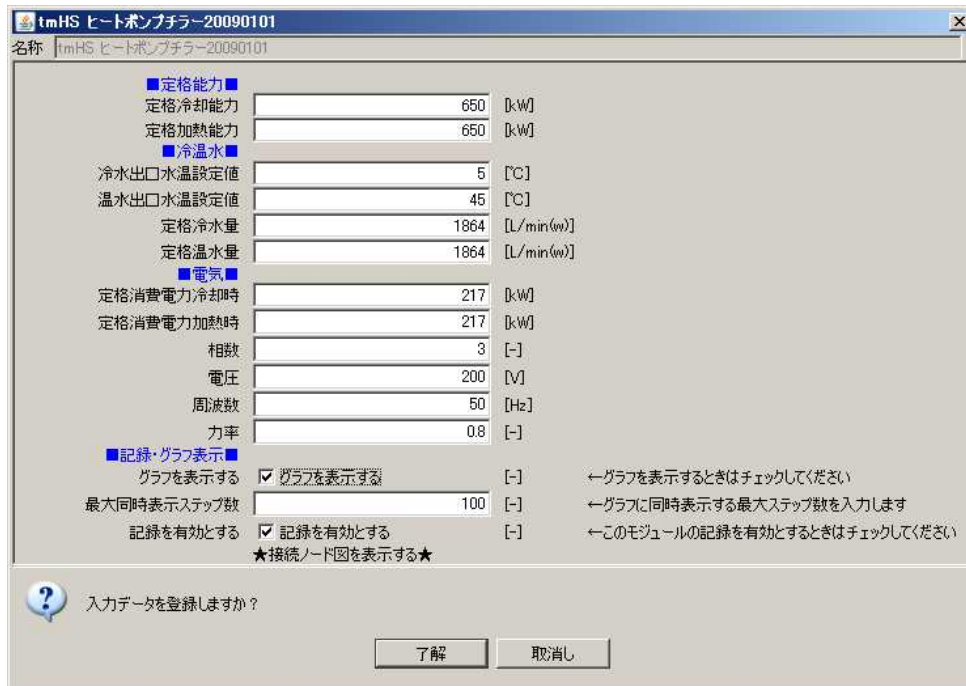 tmHS ヒートポンプチラー20090101
名称 tmHS ヒートポンプチラー20090101
■定格能力■
定格冷却能力 650 [kW]
定格加熱能力 650 [kW]
■冷温水■
冷水出口水温設定値 5 [℃]
温水出口水温設定値 45 [℃]
定格冷水量 1864 [L/min(w)]
定格温水量 1864 [L/min(w)]
■電気■
定格消費電力冷却時 217 [kW]
定格消費電力加熱時 217 [kW]
相数 3 [-]
電圧 200 [V]
周波数 50 [Hz]
力率 0.8 [-]
■記録・グラフ表示■
グラフを表示する グラフを表示する [-] ←グラフを表示するときはチェックしてください
最大同時表示ステップ数 100 [-] ←グラフに同時表示する最大ステップ数を入力します
記録を有効とする 記録を有効とする [-] ←このモジュールの記録を有効とするときはチェックしてください
★接続ノード図を表示する★
入力データを登録しますか？
了解 取消し